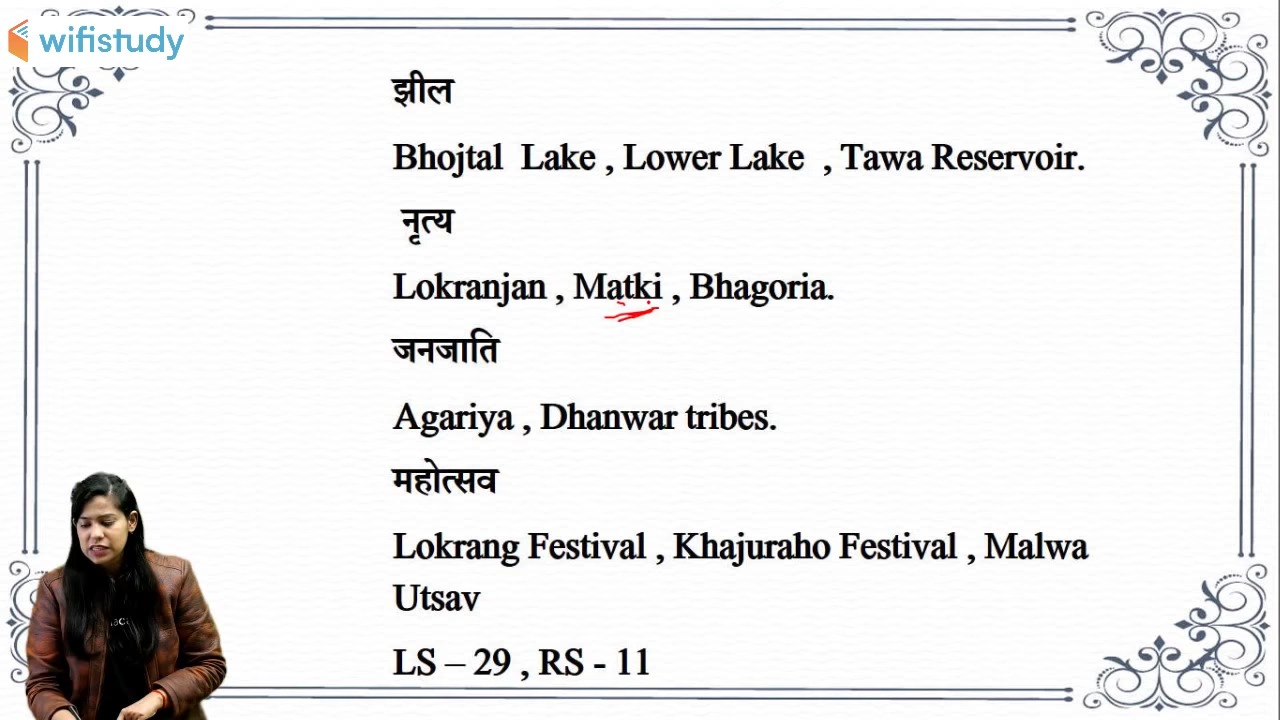 wifistudy
झील
Bhojtal Lake , Lower Lake , Tawa Reservoir.
नृत्य
Lokranjan , Matki , Bhagoria.
जनजाति
Agariya , Dhanwar tribes.
महोत्सव
Lokrang Festival , Khajuraho Festival , Malwa
Utsav
LS – 29 , RS - 11